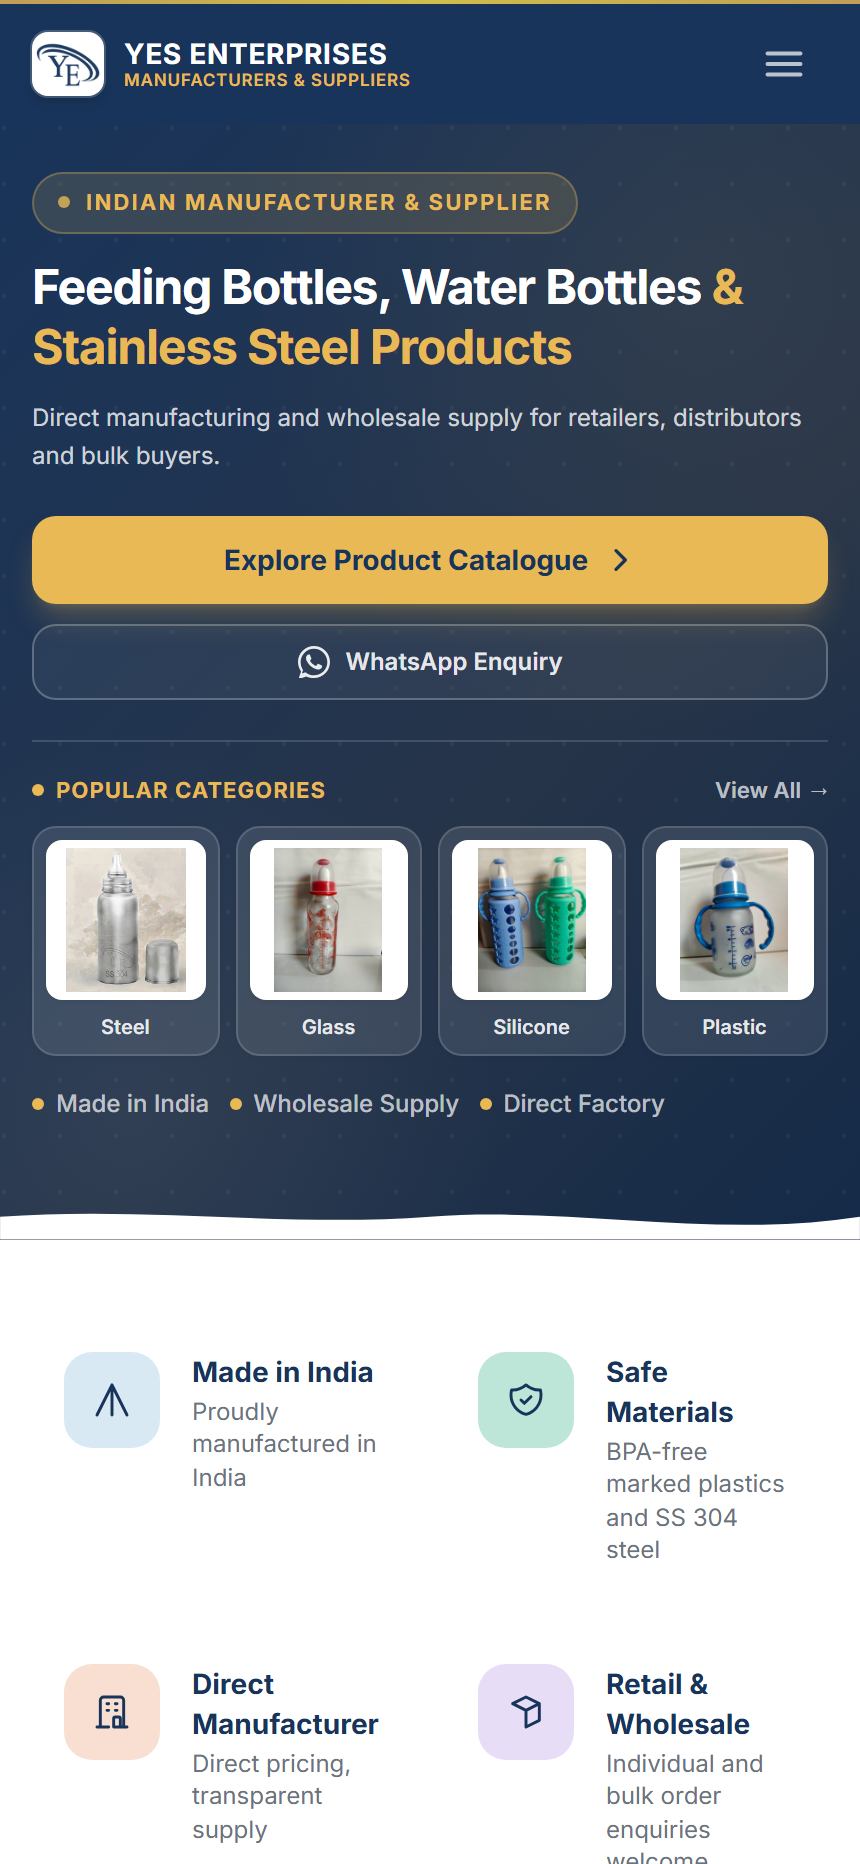 YE
YES ENTERPRISES
MANUFACTURERS & SUPPLIERS
INDIAN MANUFACTURER & SUPPLIER
Feeding Bottles, Water Bottles &
Stainless Steel Products
Direct manufacturing and wholesale supply for retailers, distributors
and bulk buyers.
Explore Product Catalogue
WhatsApp Enquiry
POPULAR CATEGORIES
View All →
SS 304
Steel
Glass
Silicone
Plastic
Made in India
Wholesale Supply
Direct Factory
Made in India
Proudly
manufactured in
India
Safe
Materials
BPA-free
marked plastics
and SS 304
steel
Direct
Manufacturer
Direct pricing,
transparent
supply
Retail &
Wholesale
Individual and
bulk order
enquiries
welcome